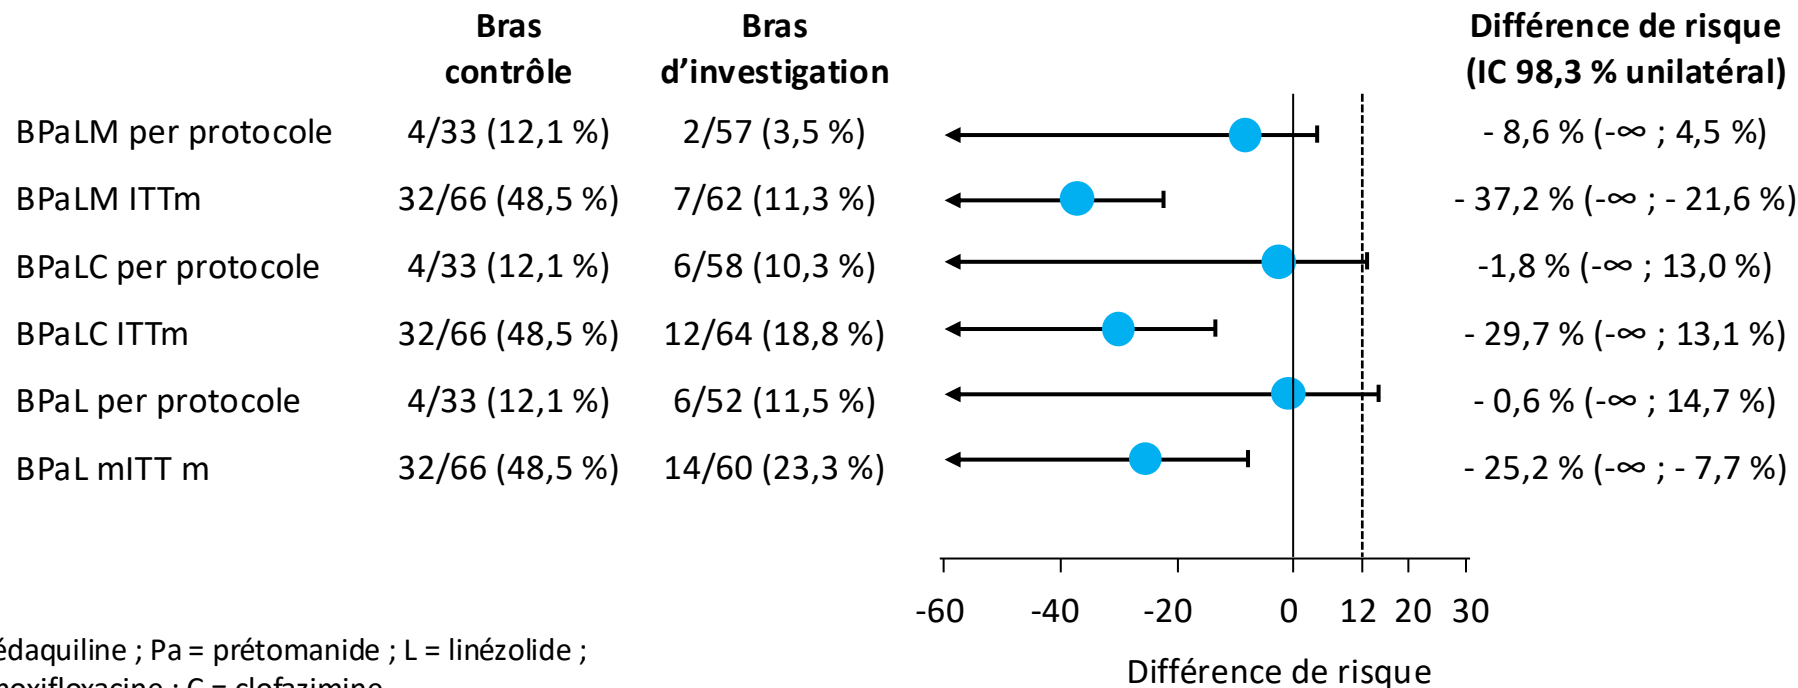 Bras contrôle
Bras d’investigation
Différence de risque (IC 98,3 % unilatéral)
BPaLM per protocole 4/33 (12,1 %) 2/57 (3,5 %) - 8,6 % (-∞ ; 4,5 %)
BPaLM ITTm 32/66 (48,5 %) 7/62 (11,3 %) - 37,2 % (-∞ ; - 21,6 %)
BPaLC per protocole 4/33 (12,1 %) 6/58 (10,3 %) -1,8 % (-∞ ; 13,0 %)
BPaLC ITTm 32/66 (48,5 %) 12/64 (18,8 %) - 29,7 % (-∞ ; 13,1 %)
BPaL per protocole 4/33 (12,1 %) 6/52 (11,5 %) - 0,6 % (-∞ ; 14,7 %)
BPaL mITT m 32/66 (48,5 %) 14/60 (23,3 %) - 25,2 % (-∞ ; - 7,7 %)
-60 -40 -20 0 12 20 30
Différence de risque
édaquiline ; Pa = prétomanide ; L = linézolide ;
oxifloxacine ; C = clofazimine